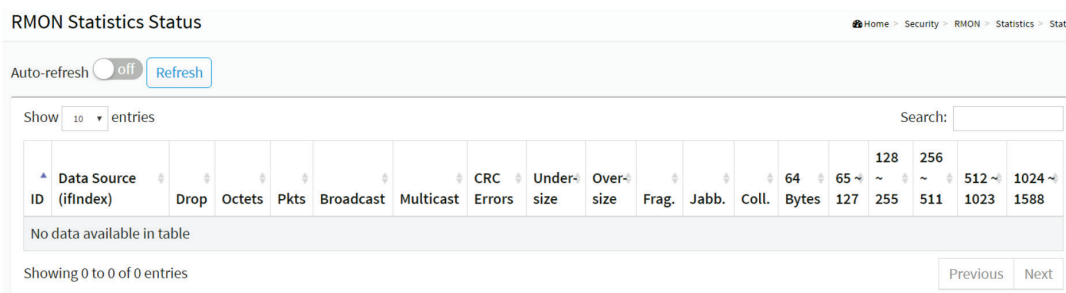 RMON Statistics Status
Home > Security > RMON > Statistics > Stat
Auto-refresh off Refresh
Show 10 entries
Search:
ID Data Source (ifIndex) Drop Octets Pkts Broadcast Multicast CRC Errors Under-size Over-size Frag. Jabb. Coll. 64 Bytes 65 ~ 127 128 ~ 255 256 ~ 511 512 ~ 1023 1024 ~ 1588
No data available in table
Showing 0 to 0 of 0 entries
Previous Next